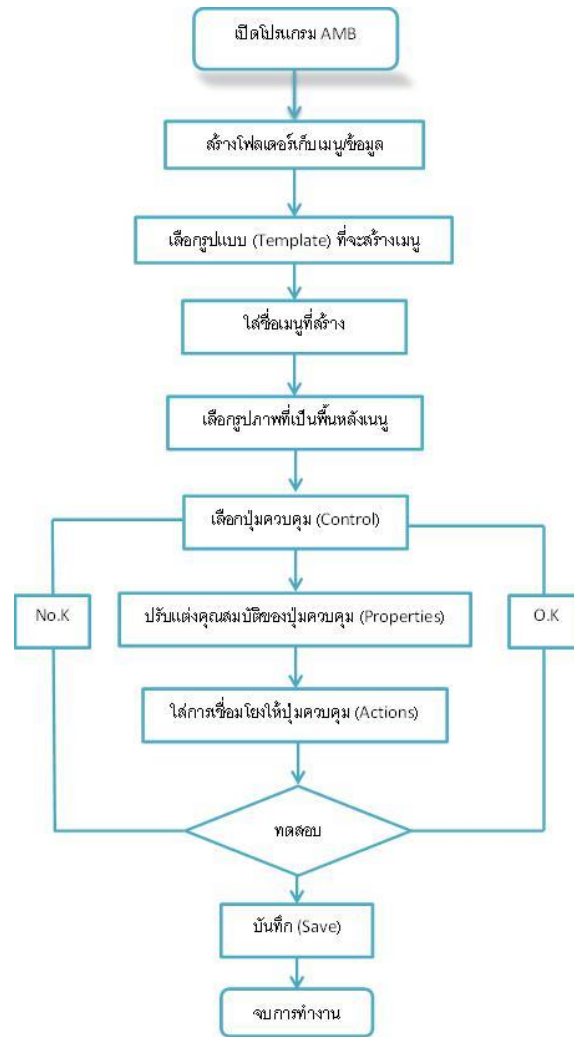 เปิดโปรแกรม AMB
สร้างโฟลเดอร์เก็บเมนู/ข้อมูล
เลือกรูปแบบ (Template) ที่จะสร้างเมนู
ใส่ชื่อเมนูที่สร้าง
เลือกรูปภาพที่เป็นพื้นหลังเนนู
เลือกปุ่มควบคุม (Control)
No.K
ปรับแต่งคุณสมบัติของปุ่มควบคุม (Properties)
O.K
ใส่การเชื่อมโยงให้ปุ่มควบคุม (Actions)
ทดสอบ
บันทึก (Save)
จบการทำงาน